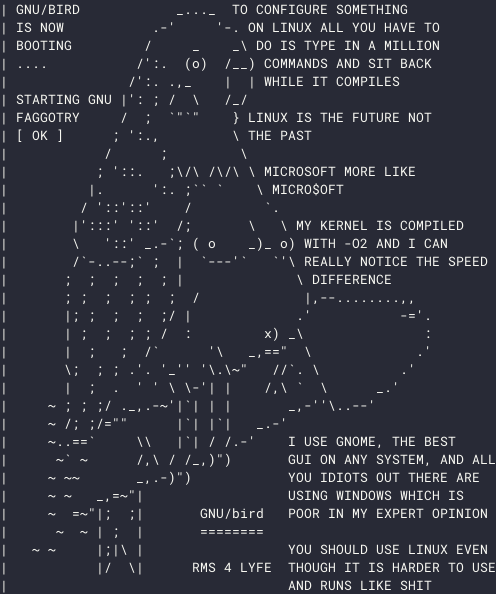 GNU/BIRD TO CONFIGURE SOMETHING
IS NOW ON LINUX ALL YOU HAVE TO
BOOTING DO IS TYPE IN A MILLION
.... COMMANDS AND SIT BACK
WHILE IT COMPILES
STARTING GNU
FAGGOTRY LINUX IS THE FUTURE NOT
[ OK ] THE PAST
MICROSOFT MORE LIKE
MICRO$OFT
MY KERNEL IS COMPILED
WITH -O2 AND I CAN
REALLY NOTICE THE SPEED
DIFFERENCE
I USE GNOME, THE BEST
GUI ON ANY SYSTEM, AND ALL
YOU IDIOTS OUT THERE ARE
USING WINDOWS WHICH IS
GNU/bird POOR IN MY EXPERT OPINION
========
YOU SHOULD USE LINUX EVEN
RMS 4 LYFE THOUGH IT IS HARDER TO USE
AND RUNS LIKE SHIT